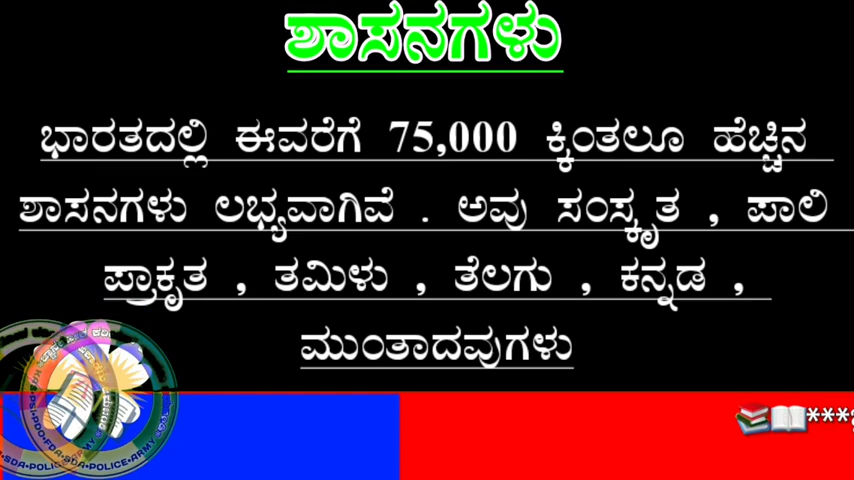 ಶಾಸನಗಳು
ಭಾರತದಲ್ಲಿ ಈವರೆಗೆ 75,000 ಕ್ಕಿಂತಲೂ ಹೆಚ್ಚಿನ
ಶಾಸನಗಳು ಲಭ್ಯವಾಗಿವೆ . ಅವು ಸಂಸ್ಕೃತ , ಪಾಲಿ
ಪ್ರಾಕೃತ , ತಮಿಳು , ತೆಲಗು , ಕನ್ನಡ ,
ಮುಂತಾದವುಗಳು
📚📖***